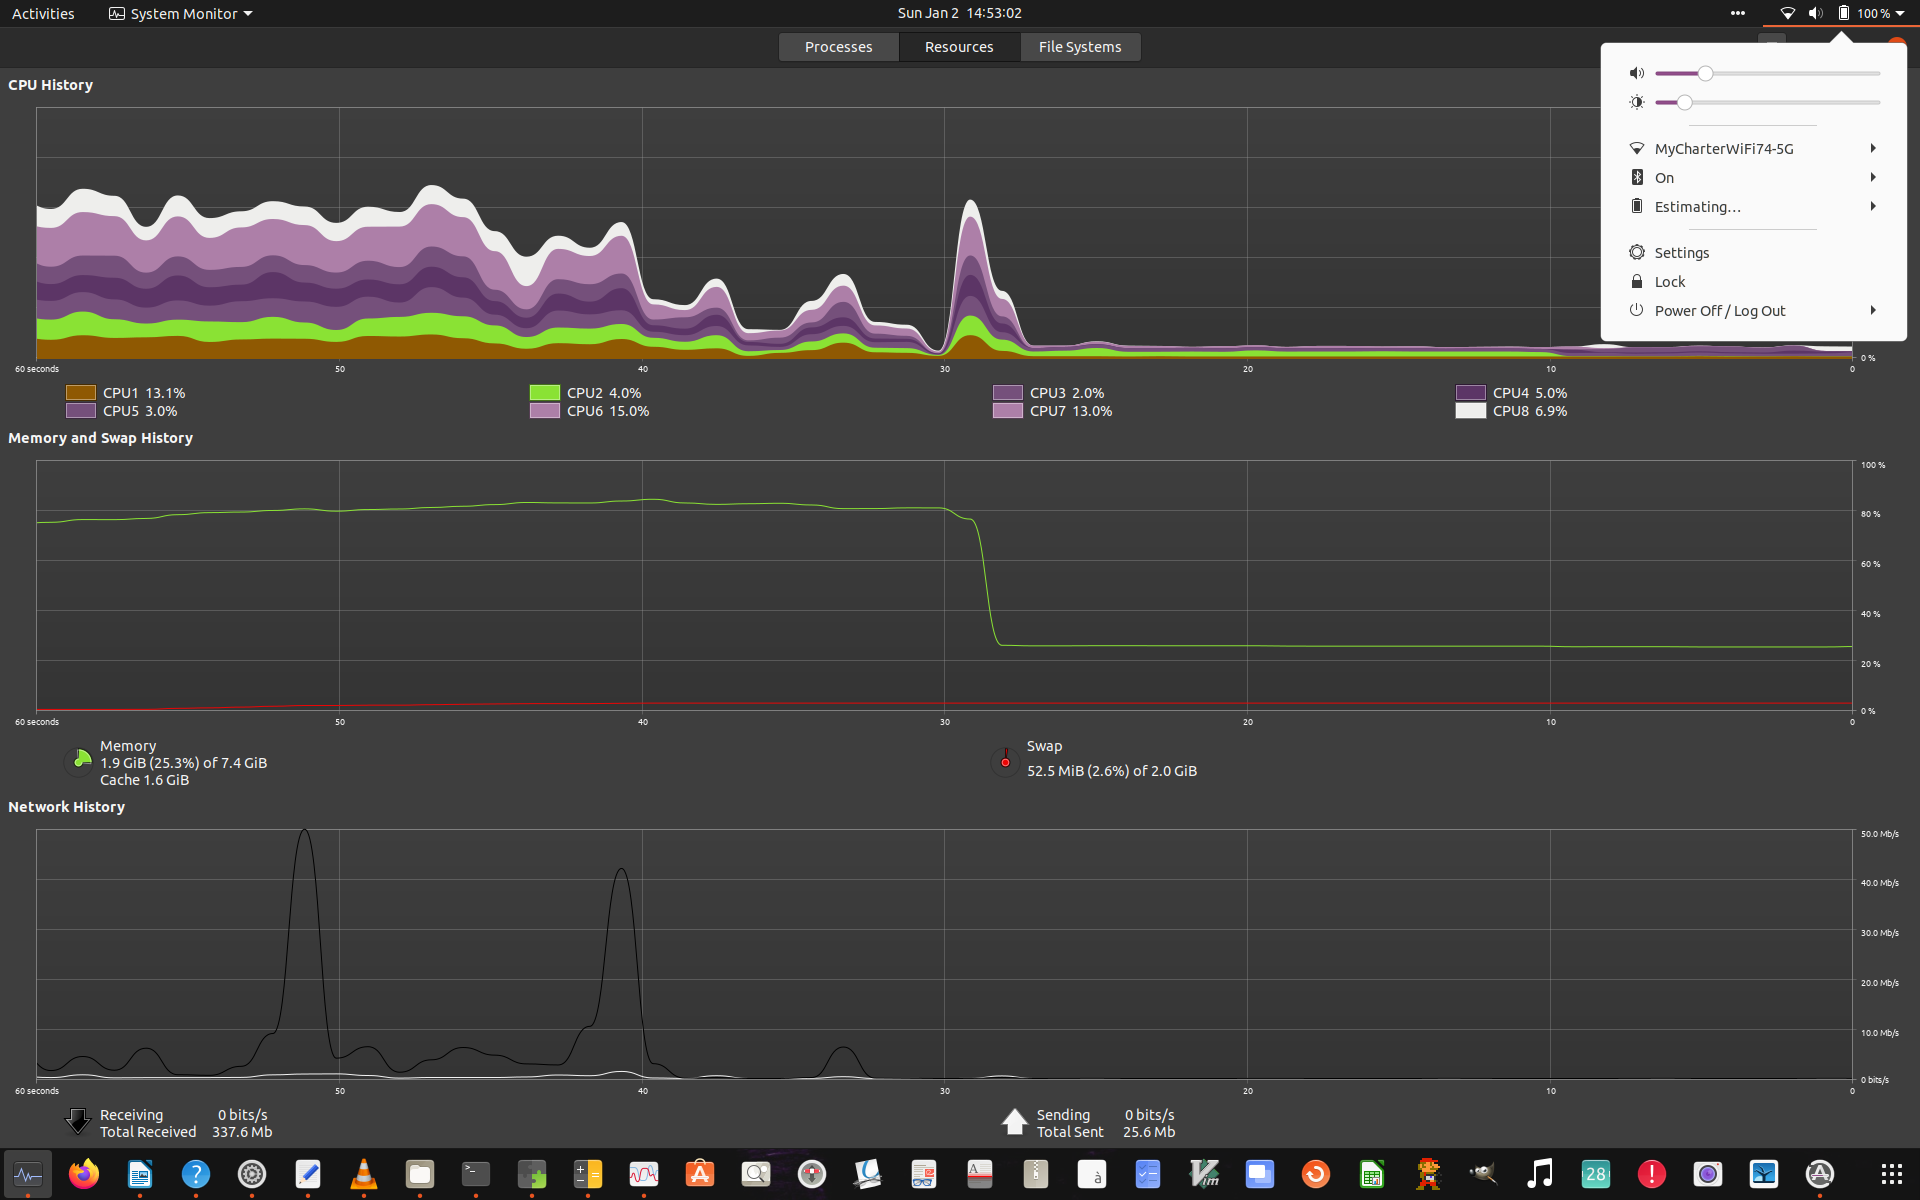 Activities
System Monitor
Sun Jan 2 14:53:02
100 %
Processes
Resources
File Systems
CPU History
MyCharterWiFi74-5G
On
Estimating…
Settings
Lock
Power Off / Log Out
0 %
60 seconds 50 40 30 20 10 0
CPU1 13.1% CPU2 4.0% CPU3 2.0% CPU4 5.0%
CPU5 3.0% CPU6 15.0% CPU7 13.0% CPU8 6.9%
Memory and Swap History
100 %
80 %
60 %
40 %
20 %
0 %
60 seconds 50 40 30 20 10 0
Memory
1.9 GiB (25.3%) of 7.4 GiB
Cache 1.6 GiB
Swap
52.5 MiB (2.6%) of 2.0 GiB
Network History
50.0 Mb/s
40.0 Mb/s
30.0 Mb/s
20.0 Mb/s
10.0 Mb/s
0 bits/s
60 seconds 50 40 30 20 10 0
Receiving 0 bits/s
Total Received 337.6 Mb
Sending 0 bits/s
Total Sent 25.6 Mb
?
>_
A
à
Vim
28
!